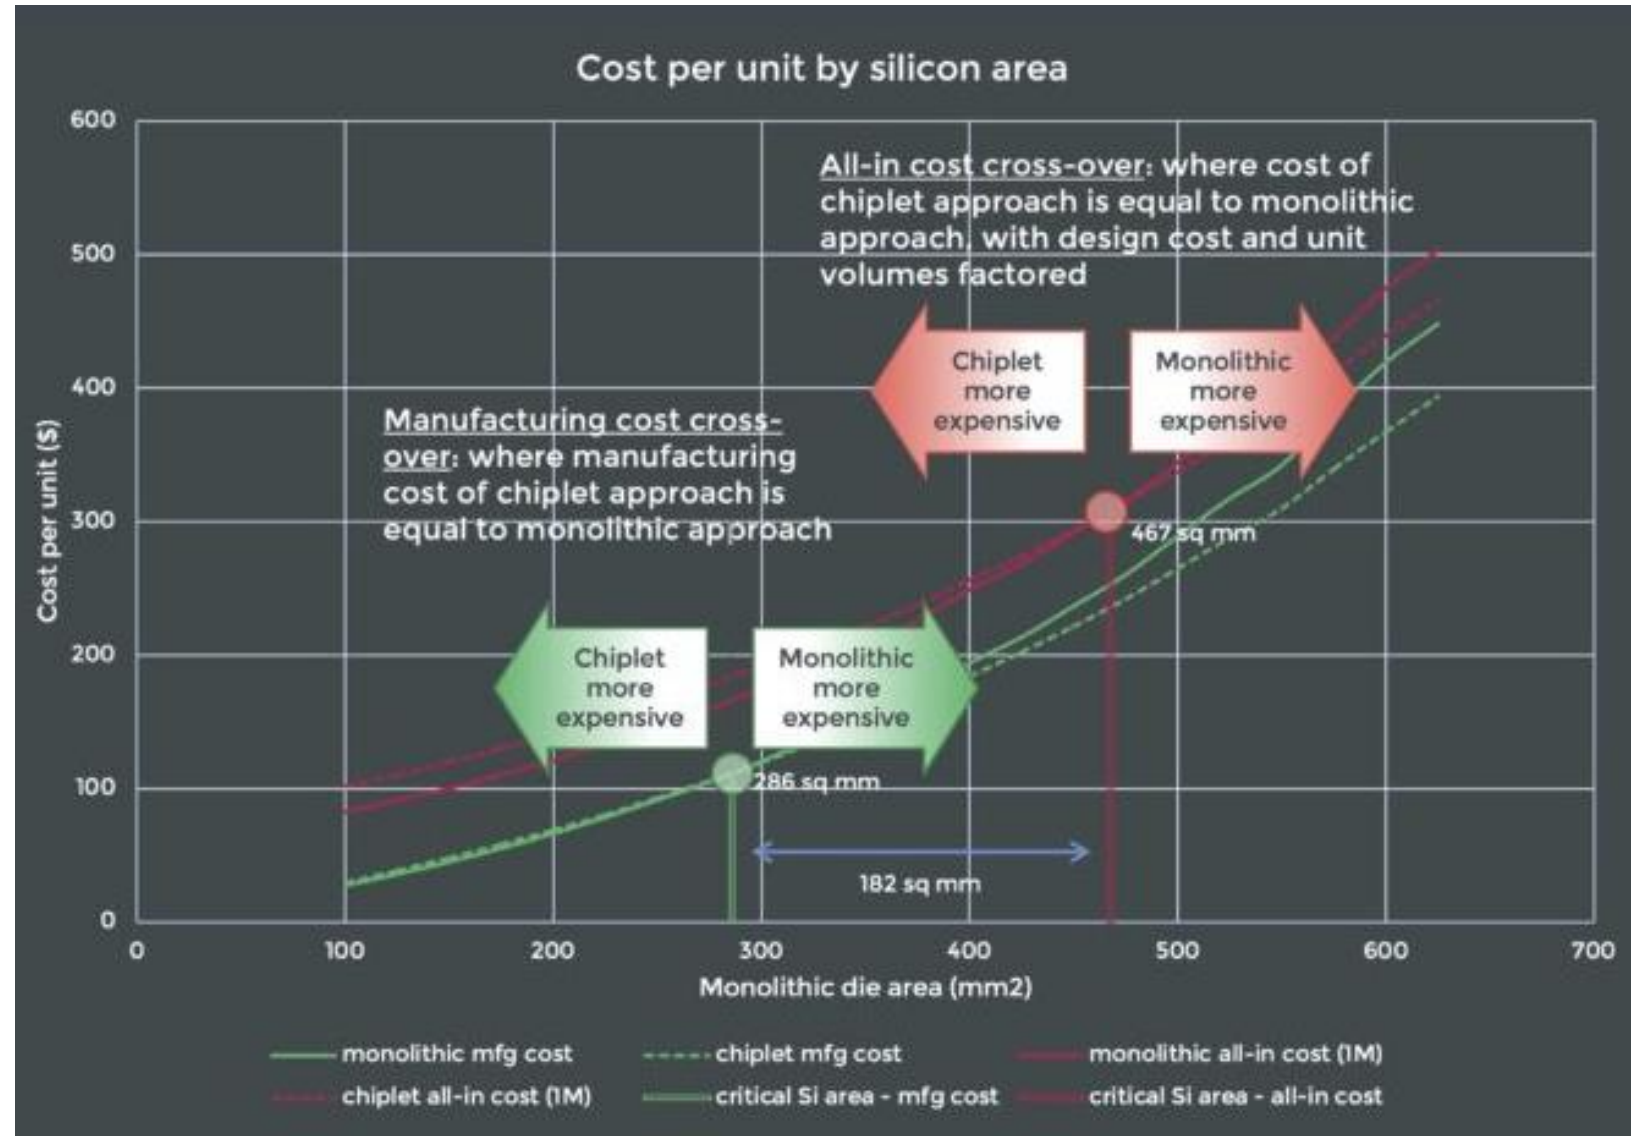 Cost per unit by silicon area
600
500
400
300
200
100
0
Cost per unit ($)
All-in cost cross-over: where cost of
chiplet approach is equal to monolithic
approach, with design cost and unit
volumes factored
Chiplet
more
expensive
Monolithic
more
expensive
Manufacturing cost cross-
over: where manufacturing
cost of chiplet approach is
equal to monolithic approach
467 sq mm
Chiplet
more
expensive
Monolithic
more
expensive
286 sq mm
182 sq mm
0 100 200 300 400 500 600 700
Monolithic die area (mm2)
monolithic mfg cost chiplet mfg cost monolithic all-in cost (1M)
chiplet all-in cost (1M) critical Si area - mfg cost critical Si area - all-in cost